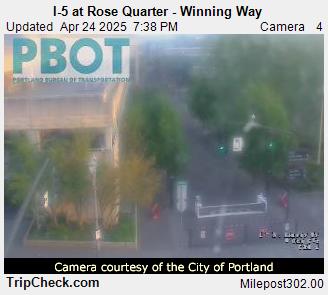 I-5 at Rose Quarter - Winning Way
Updated Apr 24 2025 7:38 PM Camera 4
PBOT
PORTLAND BUREAU OF TRANSPORTATION
Camera courtesy of the City of Portland
TripCheck.com Milepost302.00